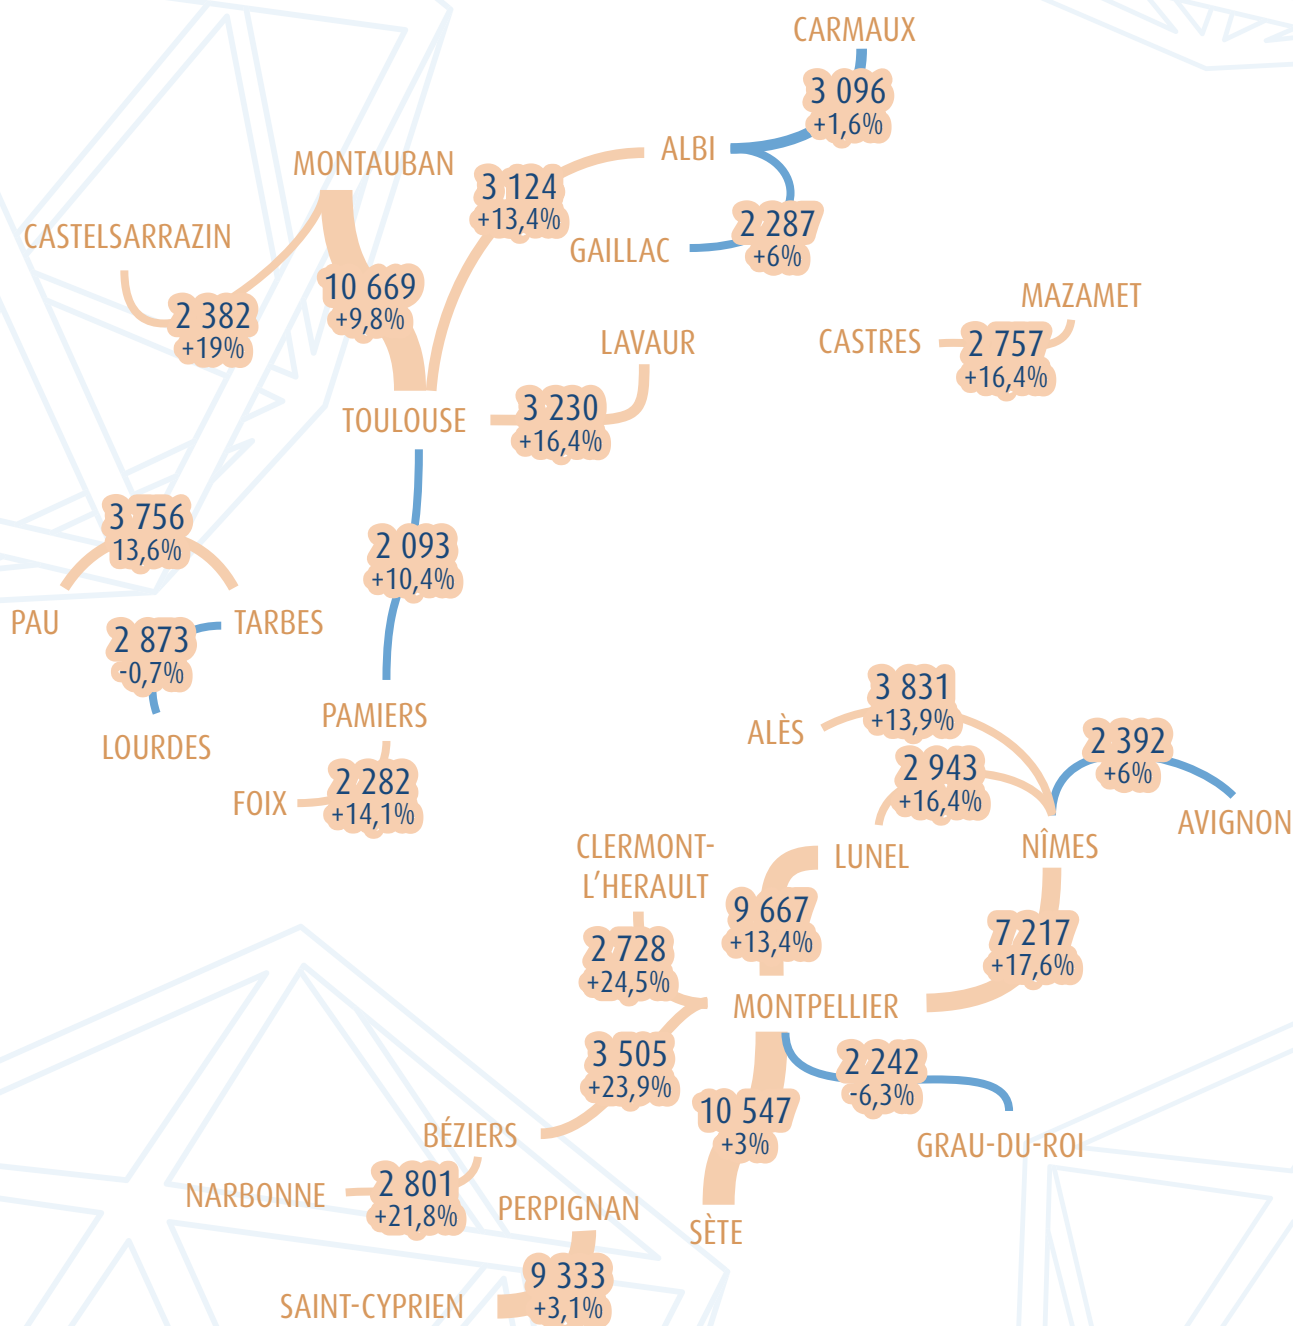 CARMAUX
3 096
+1,6%
ALBI
MONTAUBAN
3 124
+13,4%
2 287
+6%
GAILLAC
CASTELSARRAZIN
10 669
+9,8%
2 382
+19%
MAZAMET
CASTRES
2 757
+16,4%
LAVAUR
3 230
+16,4%
TOULOUSE
3 756
13,6%
2 093
+10,4%
PAU
TARBES
2 873
-0,7%
LOURDES
PAMIERS
3 831
+13,9%
ALÈS
2 392
+6%
2 943
+16,4%
FOIX
2 282
+14,1%
AVIGNON
CLERMONT-
L'HERAULT
LUNEL
NÎMES
9 667
+13,4%
7 217
+17,6%
2 728
+24,5%
MONTPELLIER
3 505
+23,9%
2 242
-6,3%
10 547
+3%
BÉZIERS
GRAU-DU-ROI
NARBONNE
2 801
+21,8%
PERPIGNAN
SÈTE
9 333
+3,1%
SAINT-CYPRIEN